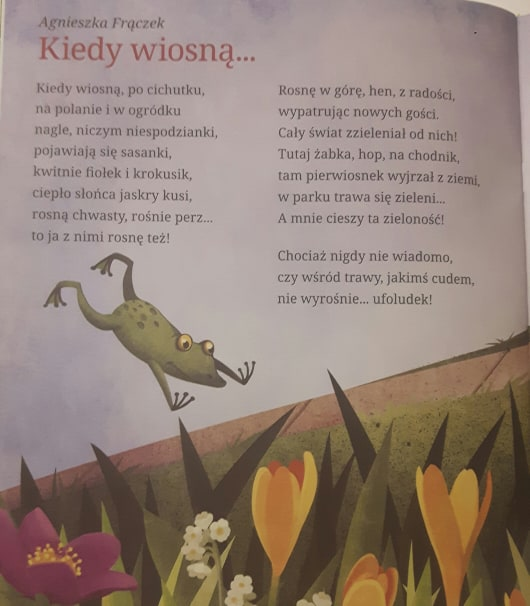 Agnieszka Frączek
Kiedy wiosną...
Kiedy wiosną, po cichutku,
na polanie i w ogródku
nagle, niczym niespodzianki,
pojawiają się sasanki,
kwitnie fiołek i krokusik,
ciepło słońca jaskry kusi,
rosną chwasty, rośnie perz...
to ja z nimi rosnę też!
Rosnę w górę, hen, z radości,
wypatrując nowych gości.
Cały świat zzieleniał od nich!
Tutaj żabka, hop, na chodnik,
tam pierwiosnek wyjrzał z ziemi,
w parku trawa się zieleni...
A mnie cieszy ta zieloność!
Chociaż nigdy nie wiadomo,
czy wśród trawy, jakimś cudem,
nie wyrośnie... ufoludek!